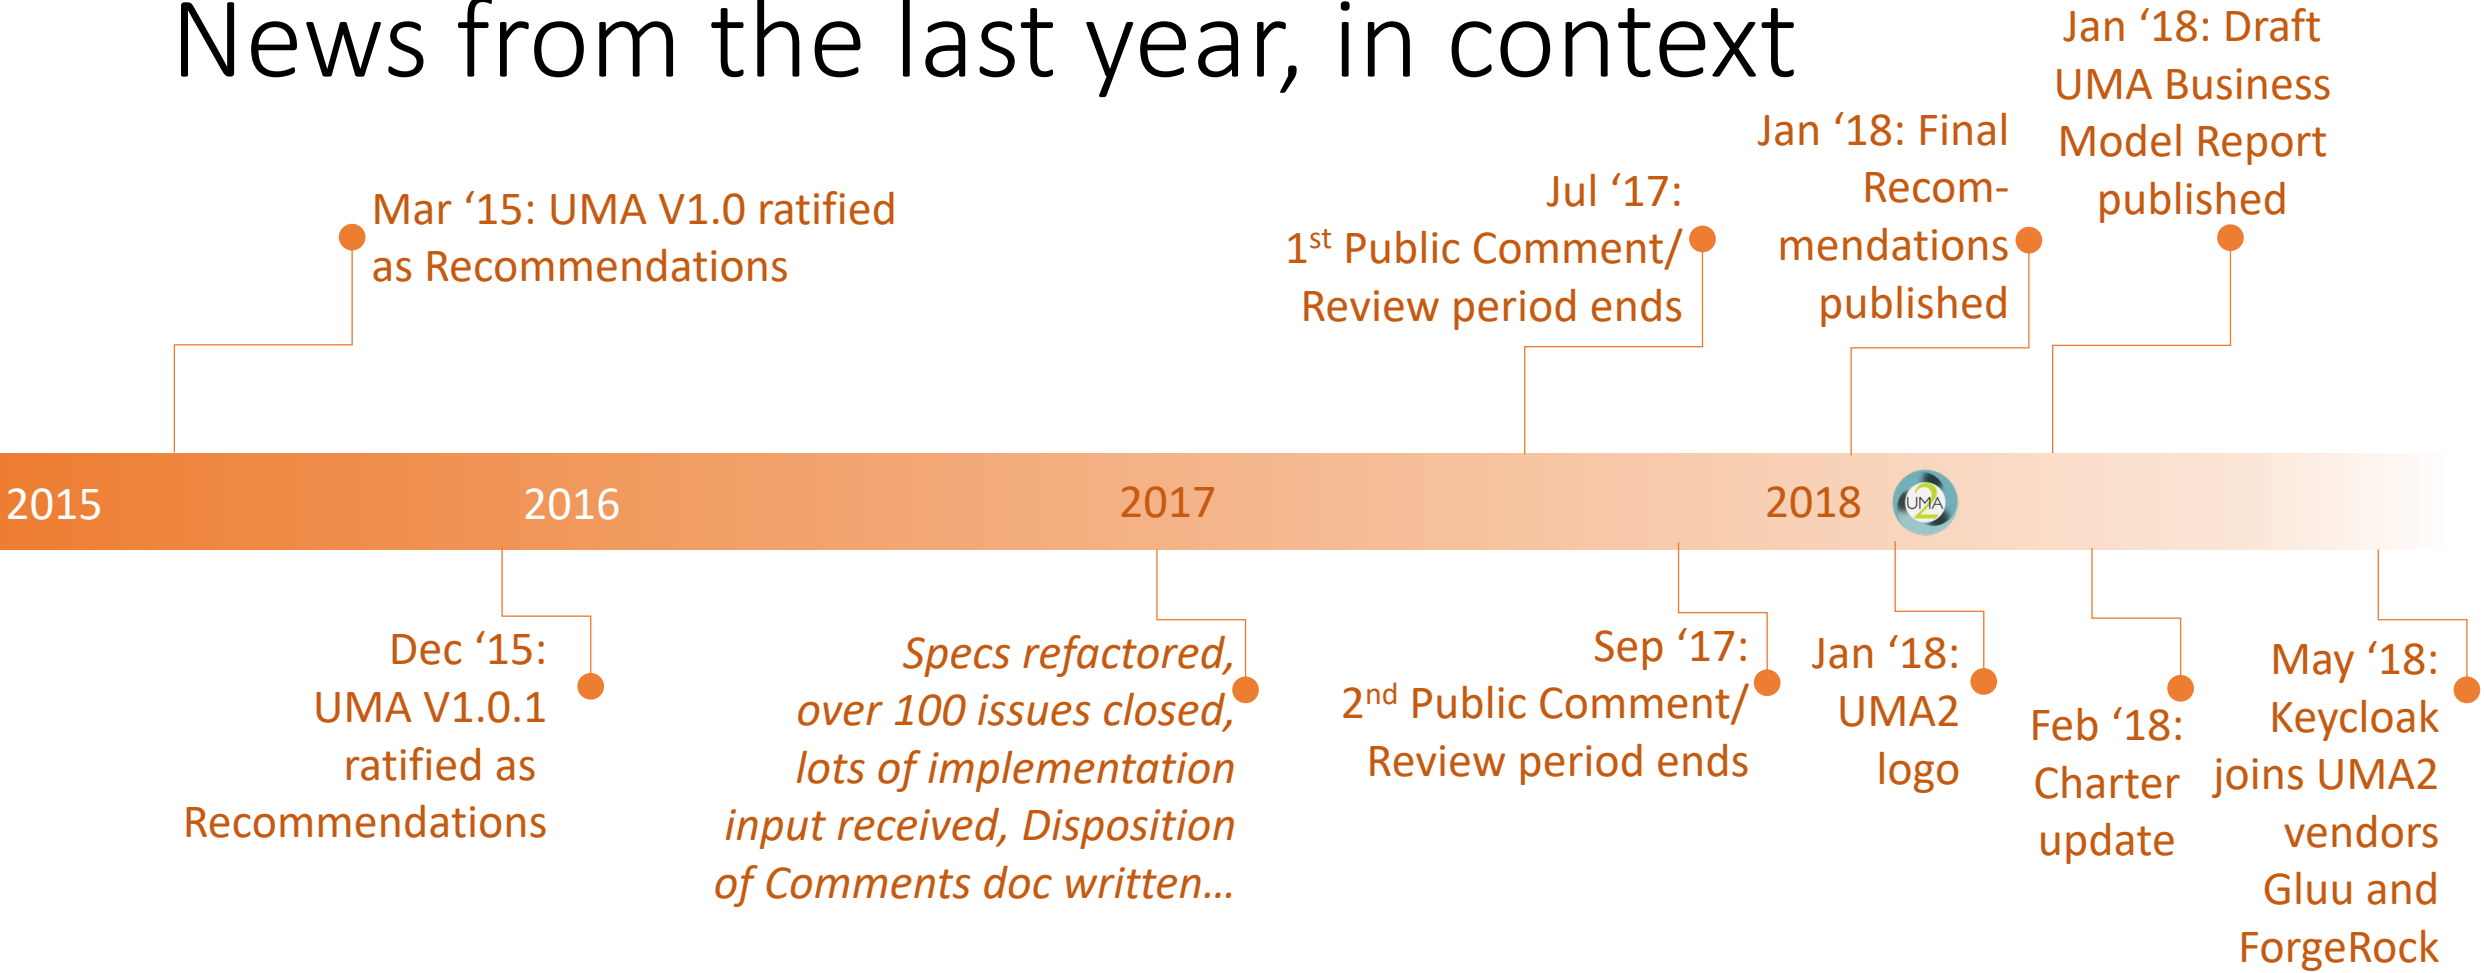 News from the last year, in context
Mar ‘15: UMA V1.0 ratified
as Recommendations
Jul ‘17:
1st Public Comment/
Review period ends
Jan ‘18: Final
Recom-
mendations
published
Jan ‘18: Draft
UMA Business
Model Report
published
2015
2016
2017
2018
UMA
2
Dec ‘15:
UMA V1.0.1
ratified as
Recommendations
Specs refactored,
over 100 issues closed,
lots of implementation
input received, Disposition
of Comments doc written…
Sep ‘17:
2nd Public Comment/
Review period ends
Jan ‘18:
UMA2
logo
Feb ‘18:
Charter
update
May ‘18:
Keycloak
joins UMA2
vendors
Gluu and
ForgeRock